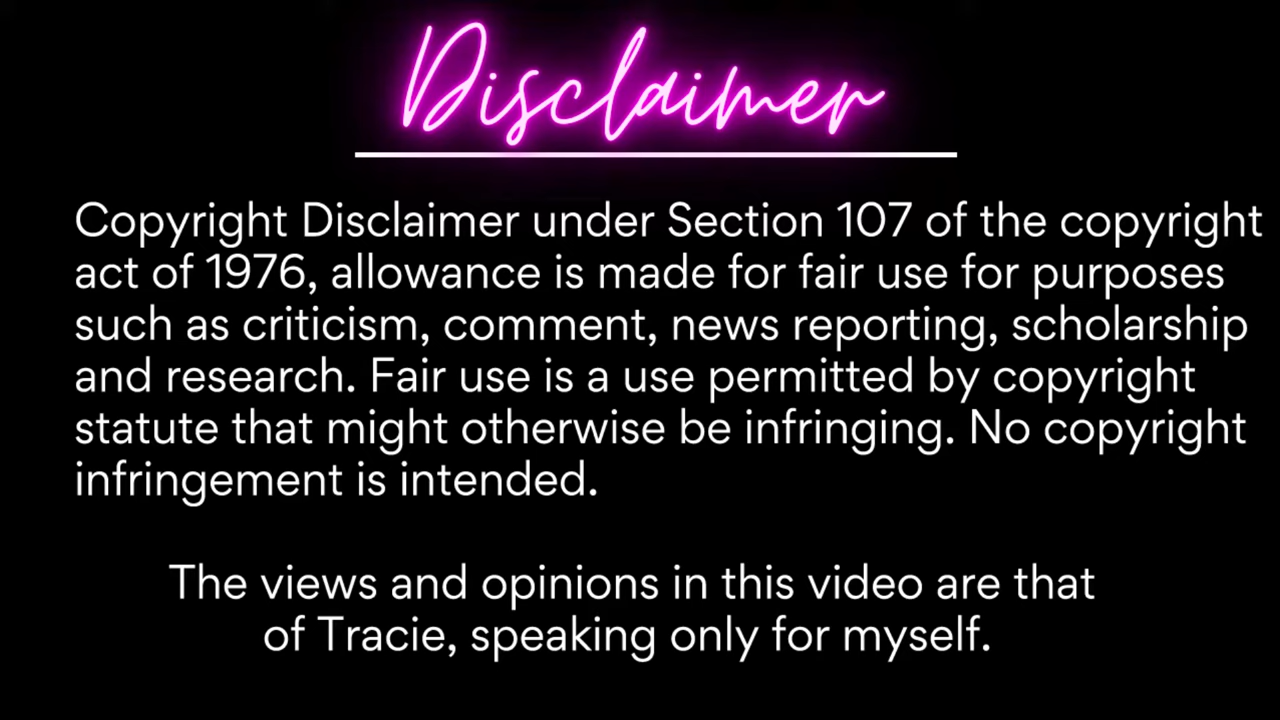 Disclaimer
Copyright Disclaimer under Section 107 of the copyright
act of 1976, allowance is made for fair use for purposes
such as criticism, comment, news reporting, scholarship
and research. Fair use is a use permitted by copyright
statute that might otherwise be infringing. No copyright
infringement is intended.
The views and opinions in this video are that
of Tracie, speaking only for myself.